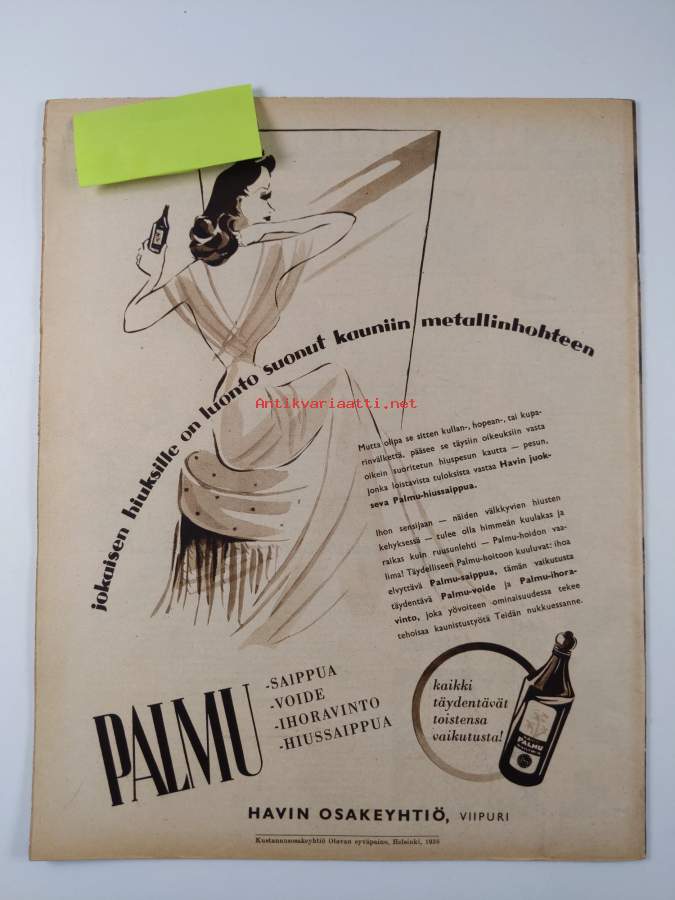 jokaisen hiuksille on luonto suonut kauniin metallinhohteen
Antikvariaatti.net
Mutta olipa se sitten kullan-, hopean-, tai kupa-
rinvälkettä, pääsee se täysiin oikeuksiin vasta
oikein suoritetun hiuspesun kautta — pesun,
jonka loistavista tuloksista vastaa Havin juok-
seva Palmu-hiussaippua.
Ihon sensijaan — näiden välkkyvien hiusten
kehyksessä — tulee olla himmeän kuulakas ja
raikas kuin ruusunlehti — Palmu-hoidon vaa-
lima! Täydelliseen Palmu-hoitoon kuuluvat: ihoa
elvyttävä Palmu-saippua, tämän vaikutusta
täydentävä Palmu-voide ja Palmu-ihora-
vinto, joka yövoiteen ominaisuudessa tekee
tehoisaa kaunistustyötä Teidän nukkuessanne.
PALMU
-SAIPPUA
-VOIDE
-IHORAVINTO
-HIUSSAIPPUA
kaikki
täydentävät
toistensa
vaikutusta!
PALMU
HAVIN OSAKEYHTIÖ, VIIPURI
Kustannusosakeyhtiö Otavan syväpaino, Helsinki, 1938